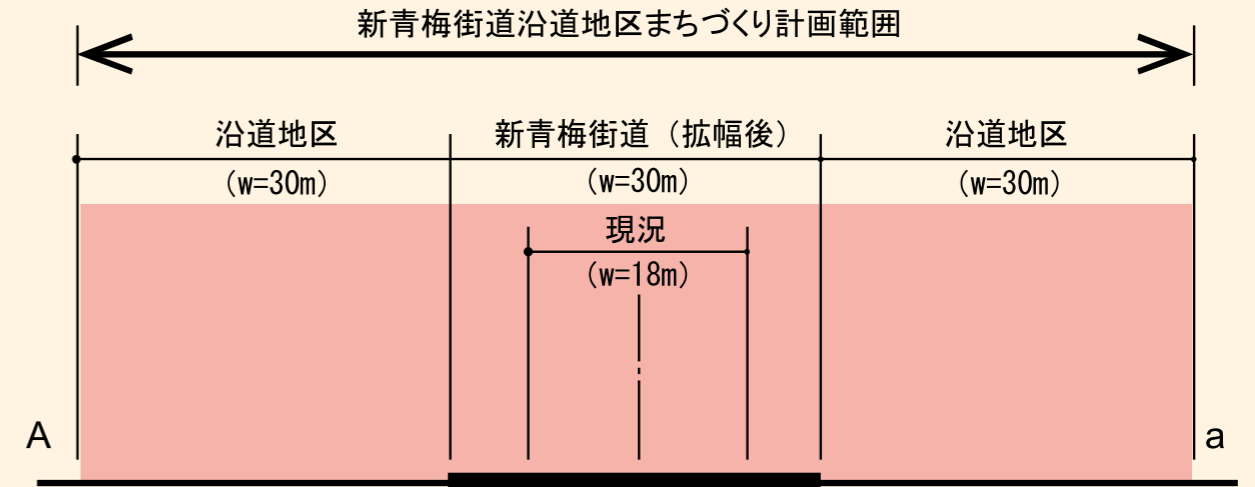 新青梅街道沿道地区まちづくり計画範囲
沿道地区
新青梅街道（拡幅後）
沿道地区
(w=30m)
(w=30m)
(w=30m)
現況
(w=18m)
A
a